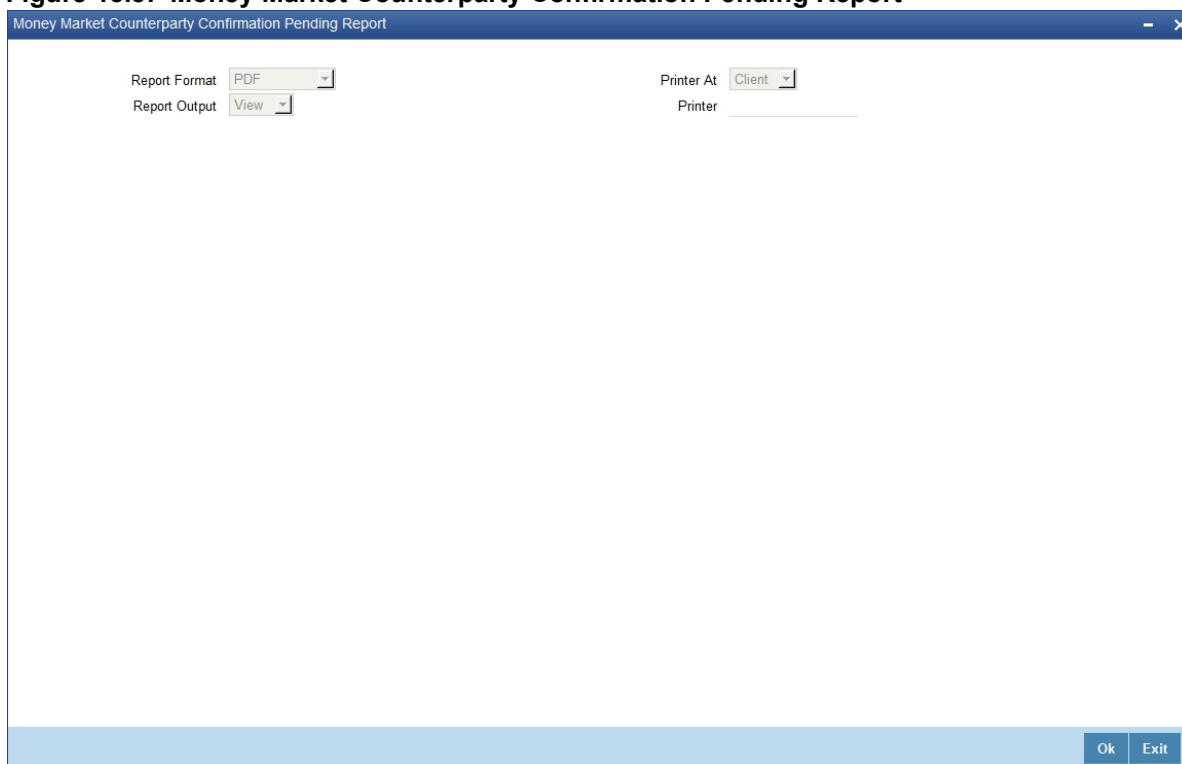 Money Market Counterparty Confirmation Pending Report
Report Format PDF
Printer At Client
Report Output View
Printer
Ok Exit